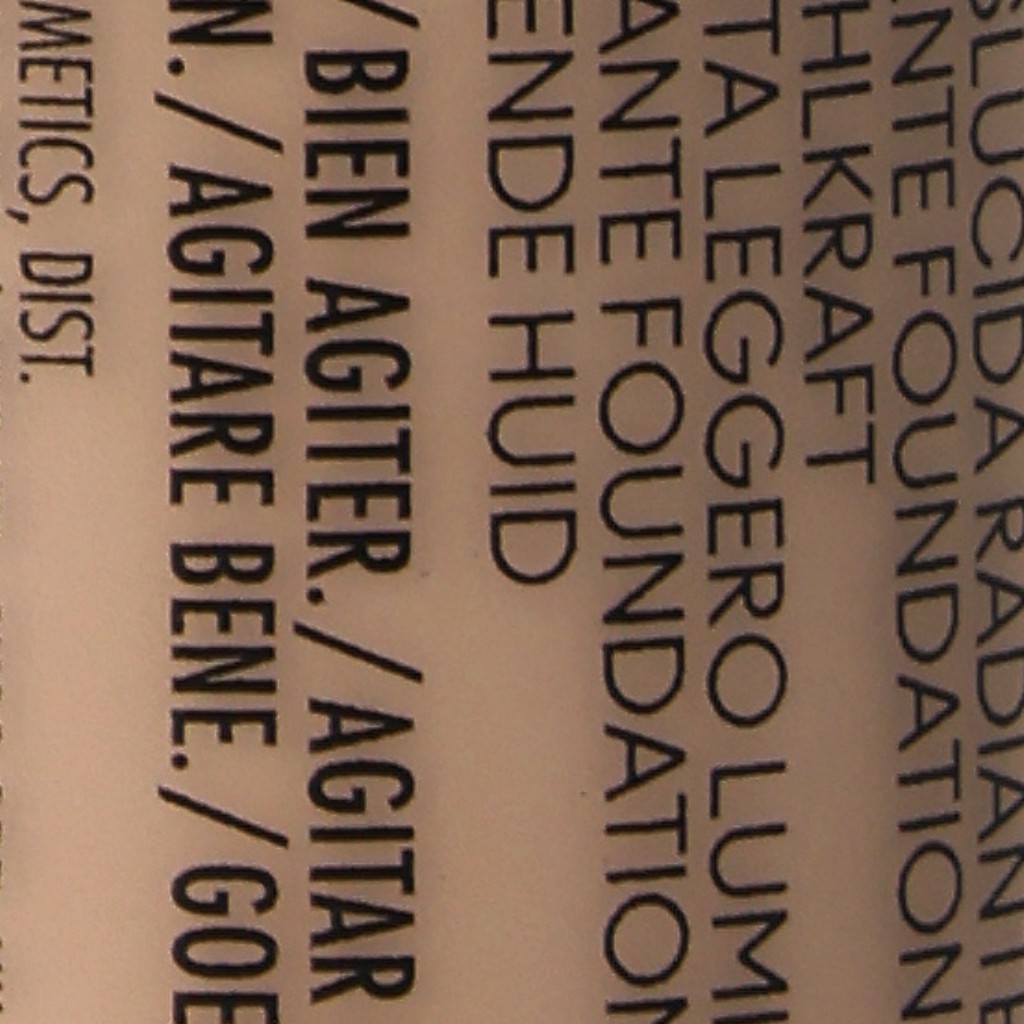 SLUCIDA RADIANTE
NTE FOUNDATION
HLKRAFT
TA LEGGERO LUMI
ANTE FOUNDATION
ENDE HUID
/ BIEN AGITER. / AGITAR
N. / AGITARE BENE. / GOE
METICS, DIST.